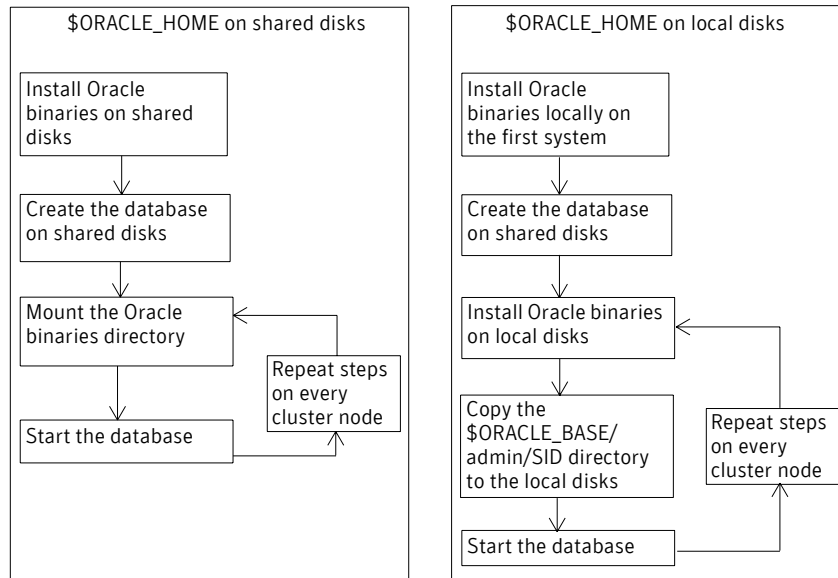 $ORACLE_HOME on shared disks
Install Oracle
binaries on shared
disks
Create the database
on shared disks
Mount the Oracle
binaries directory
Repeat steps
on every
cluster node
Start the database
$ORACLE_HOME on local disks
Install Oracle
binaries locally on
the first system
Create the database
on shared disks
Install Oracle binaries
on local disks
Copy the
$ORACLE_BASE/
admin/SID directory
to the local disks
Repeat steps
on every
cluster node
Start the database